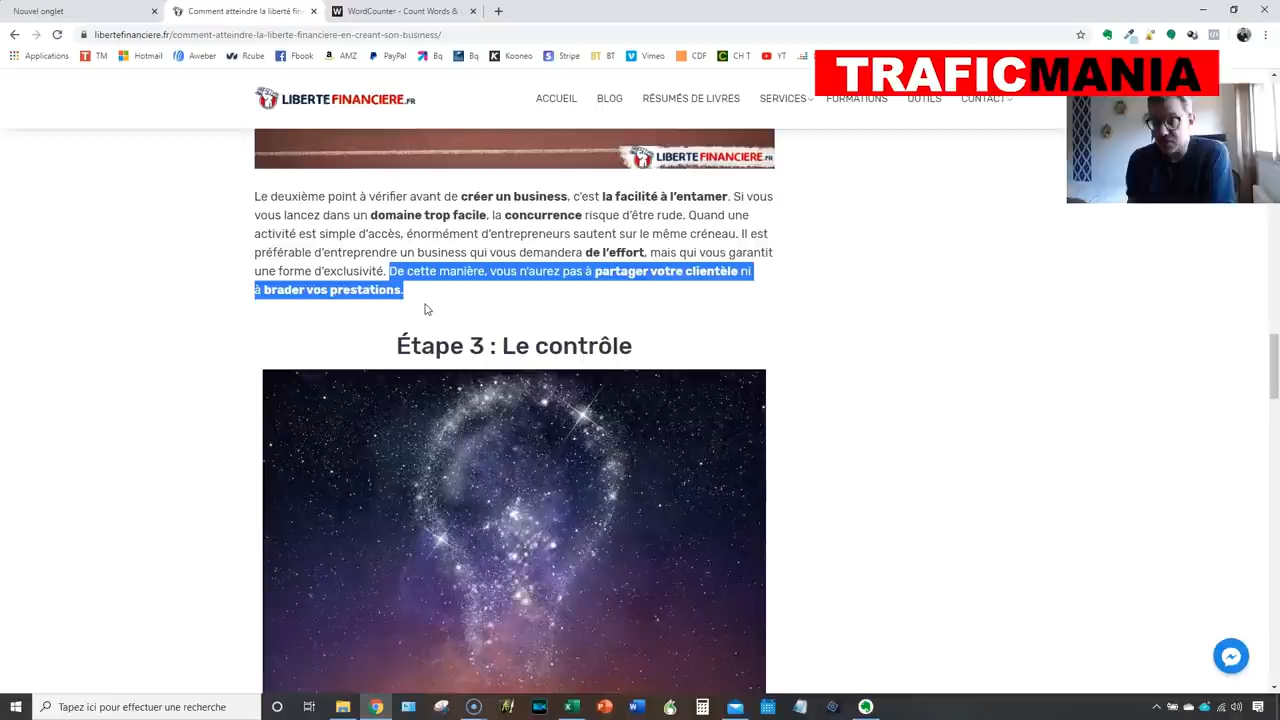 Nouvel onglet
Comment atteindre la liberté fin
WordCounter - Count Words &
libertefinanciere.fr/comment-atteindre-la-liberte-financiere-en-creant-son-business/
Applications TM Hotmail Aweber Rcube Fbook AMZ PayPal Bq Bq Kooneo Stripe BT BT Vimeo CDF CH T YT
TRAFICMANIA
LIBERTEFINANCIERE.FR
ACCUEIL BLOG RÉSUMÉS DE LIVRES SERVICES FORMATIONS OUTILS CONTACT
LIBERTEFINANCIERE.FR
Le deuxième point à vérifier avant de créer un business, c'est la facilité à l'entamer. Si vous
vous lancez dans un domaine trop facile, la concurrence risque d'être rude. Quand une
activité est simple d'accès, énormément d'entrepreneurs sautent sur le même créneau. Il est
préférable d'entreprendre un business qui vous demandera de l'effort, mais qui vous garantit
une forme d'exclusivité. De cette manière, vous n'aurez pas à partager votre clientèle ni
à brader vos prestations.
Étape 3 : Le contrôle
Tapez ici pour effectuer une recherche